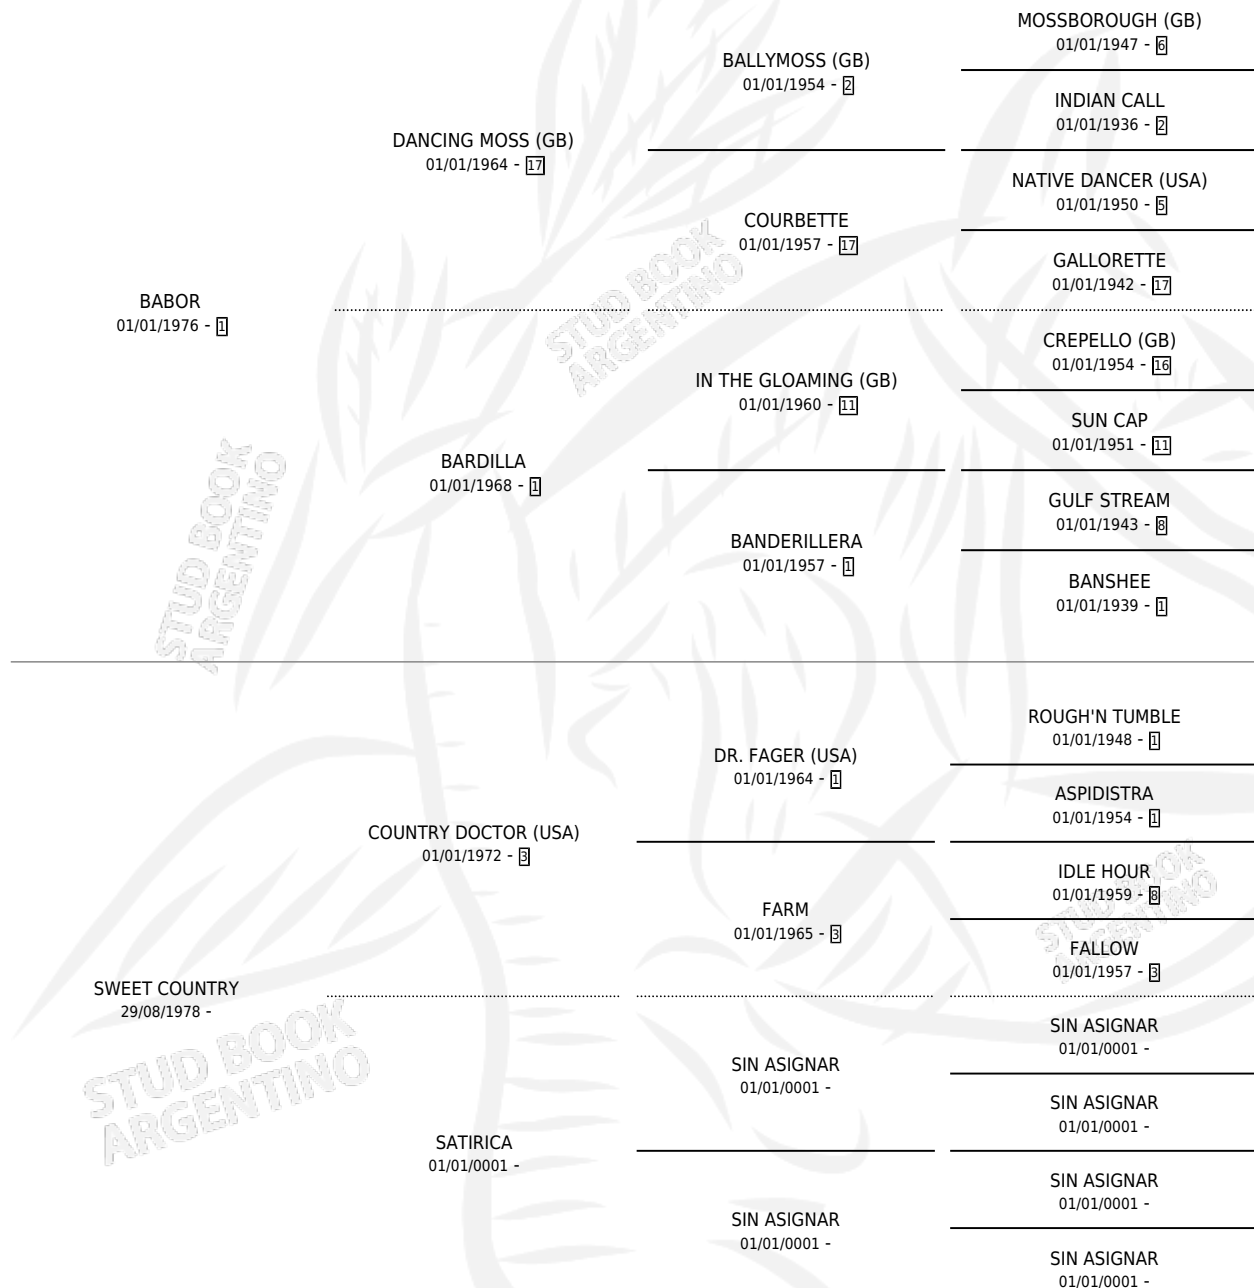 MOSSBOROUGH (GB)
01/01/1947 - 6
BALLYMOSS (GB)
01/01/1954 - 2
INDIAN CALL
01/01/1936 - 2
DANCING MOSS (GB)
01/01/1964 - 17
NATIVE DANCER (USA)
01/01/1950 - 5
COURBETTE
01/01/1957 - 17
GALLORETTE
01/01/1942 - 17
BABOR
01/01/1976 - 1
CREPELLO (GB)
01/01/1954 - 16
IN THE GLOAMING (GB)
01/01/1960 - 11
SUN CAP
01/01/1951 - 11
BARDILLA
01/01/1968 - 1
GULF STREAM
01/01/1943 - 8
BANDERILLERA
01/01/1957 - 1
BANSHEE
01/01/1939 - 1
ROUGH'N TUMBLE
01/01/1948 - 1
DR. FAGER (USA)
01/01/1964 - 1
ASPIDISTRA
01/01/1954 - 1
COUNTRY DOCTOR (USA)
01/01/1972 - 3
IDLE HOUR
01/01/1959 - 8
FARM
01/01/1965 - 3
FALLOW
01/01/1957 - 3
SWEET COUNTRY
29/08/1978 -
SIN ASIGNAR
01/01/0001 -
SIN ASIGNAR
01/01/0001 -
SIN ASIGNAR
01/01/0001 -
SATIRICA
01/01/0001 -
SIN ASIGNAR
01/01/0001 -
SIN ASIGNAR
01/01/0001 -
SIN ASIGNAR
01/01/0001 -
STUD BOOK
ARGENTINO
STUD BOOK
ARGENTINO
STUD BOOK
ARGENTINO
STUD BOOK
ARGENTINO